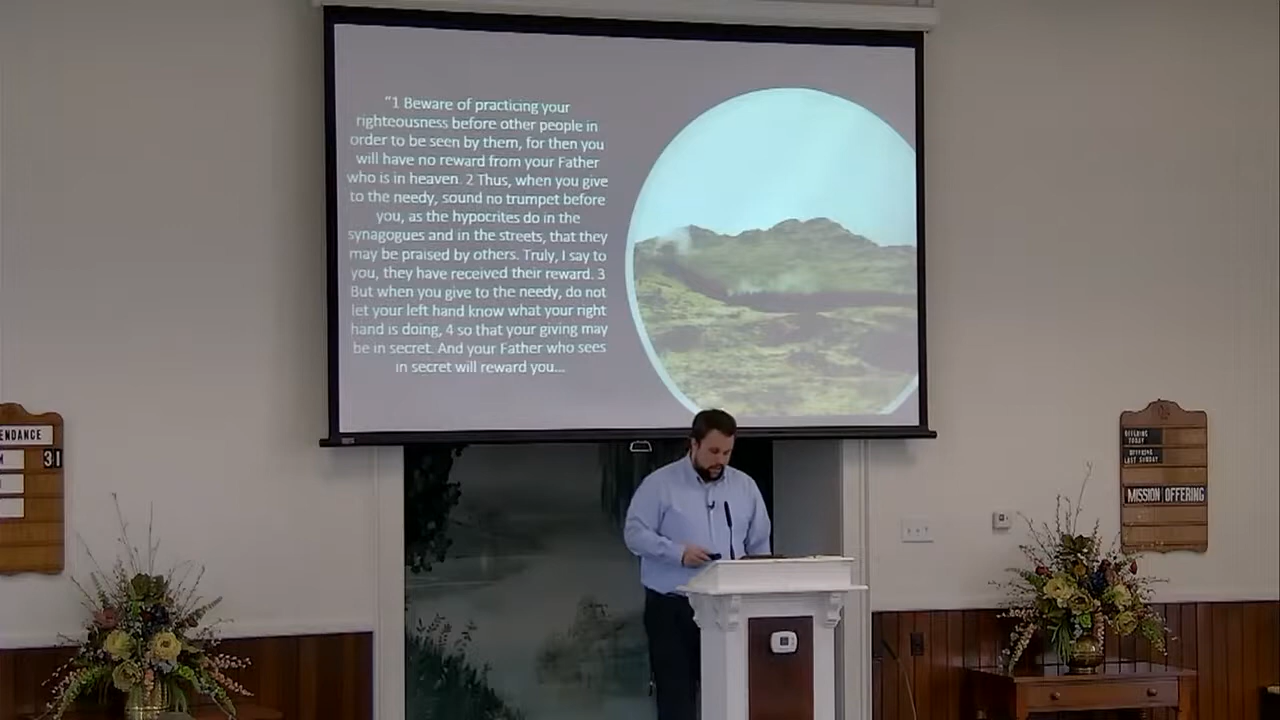 "1 Beware of practicing your
righteousness before other people in
order to be seen by them, for then you
will have no reward from your Father
who is in heaven. 2 Thus, when you give
to the needy, sound no trumpet before
you, as the hypocrites do in the
synagogues and in the streets, that they
may be praised by others. Truly, I say to
you, they have received their reward. 3
But when you give to the needy, do not
let your left hand know what your right
hand is doing, 4 so that your giving may
be in secret. And your Father who sees
in secret will reward you...
ENDANCE
31
OFFERING
TODAY
OFFERING
LAST SUNDAY
MISSION OFFERING